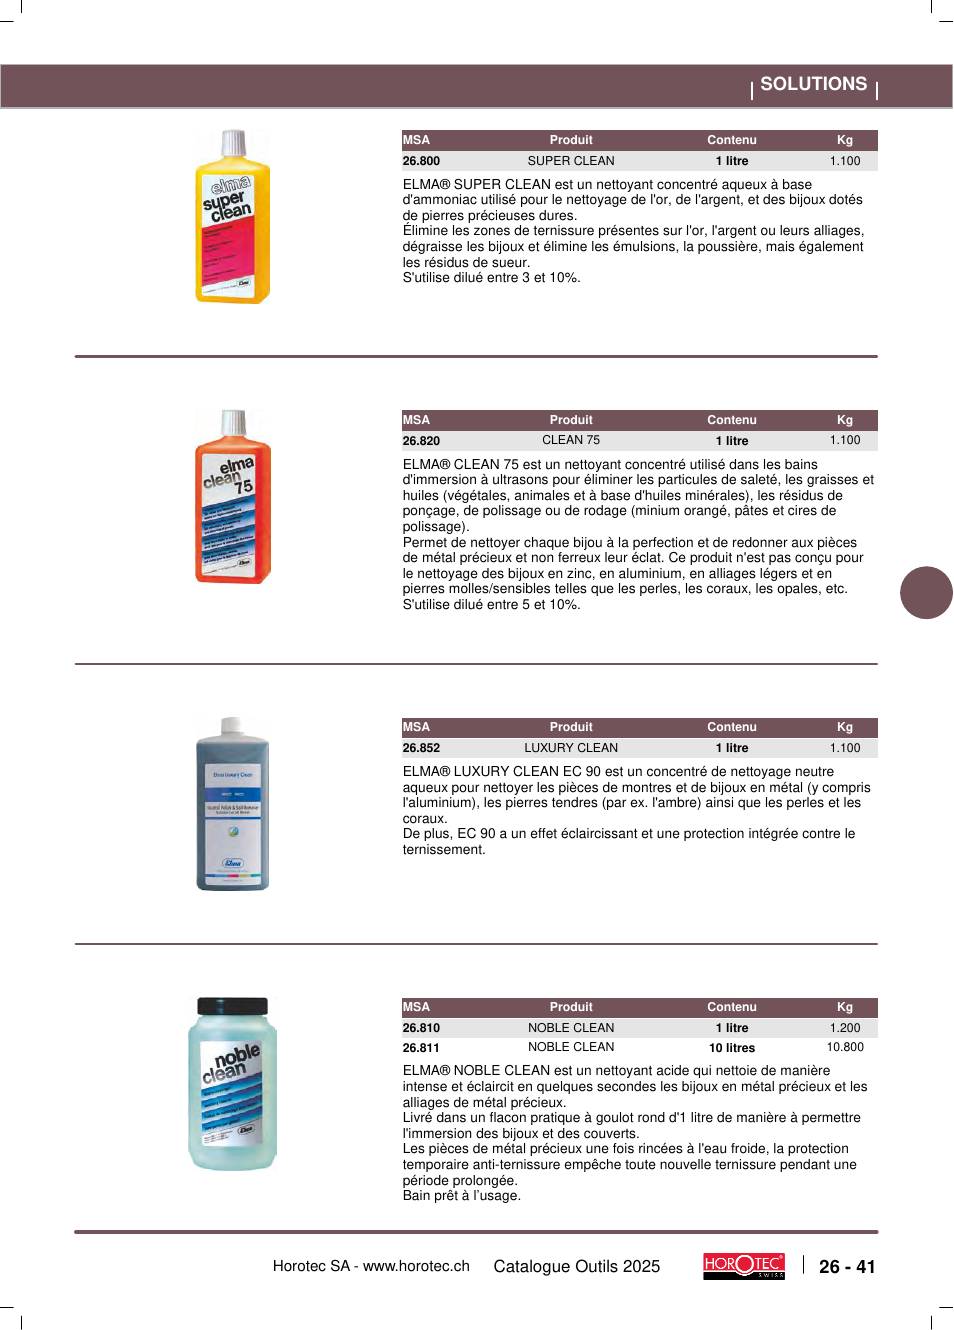 SOLUTIONS
elma
super
clean
MSA Produit Contenu Kg
26.800 SUPER CLEAN 1 litre 1.100
ELMA® SUPER CLEAN est un nettoyant concentré aqueux à base
d'ammoniac utilisé pour le nettoyage de l'or, de l'argent, et des bijoux dotés
de pierres précieuses dures.
Élimine les zones de ternissure présentes sur l'or, l'argent ou leurs alliages,
dégraisse les bijoux et élimine les émulsions, la poussière, mais également
les résidus de sueur.
S'utilise dilué entre 3 et 10%.
elma
clean
75
MSA Produit Contenu Kg
26.820 CLEAN 75 1 litre 1.100
ELMA® CLEAN 75 est un nettoyant concentré utilisé dans les bains
d'immersion à ultrasons pour éliminer les particules de saleté, les graisses et
huiles (végétales, animales et à base d'huiles minérales), les résidus de
ponçage, de polissage ou de rodage (minium orangé, pâtes et cires de
polissage).
Permet de nettoyer chaque bijou à la perfection et de redonner aux pièces
de métal précieux et non ferreux leur éclat. Ce produit n'est pas conçu pour
le nettoyage des bijoux en zinc, en aluminium, en alliages légers et en
pierres molles/sensibles telles que les perles, les coraux, les opales, etc.
S'utilise dilué entre 5 et 10%.
Elma Luxury Clean
Elma
MSA Produit Contenu Kg
26.852 LUXURY CLEAN 1 litre 1.100
ELMA® LUXURY CLEAN EC 90 est un concentré de nettoyage neutre
aqueux pour nettoyer les pièces de montres et de bijoux en métal (y compris
l'aluminium), les pierres tendres (par ex. l'ambre) ainsi que les perles et les
coraux.
De plus, EC 90 a un effet éclaircissant et une protection intégrée contre le
ternissement.
noble
clean
MSA Produit Contenu Kg
26.810 NOBLE CLEAN 1 litre 1.200
26.811 NOBLE CLEAN 10 litres 10.800
ELMA® NOBLE CLEAN est un nettoyant acide qui nettoie de manière
intense et éclaircit en quelques secondes les bijoux en métal précieux et les
alliages de métal précieux.
Livré dans un flacon pratique à goulot rond d'1 litre de manière à permettre
l'immersion des bijoux et des couverts.
Les pièces de métal précieux une fois rincées à l'eau froide, la protection
temporaire anti-ternissure empêche toute nouvelle ternissure pendant une
période prolongée.
Bain prêt à l’usage.
Horotec SA - www.horotec.ch Catalogue Outils 2025 HOROTEC® SWISS 26 - 41